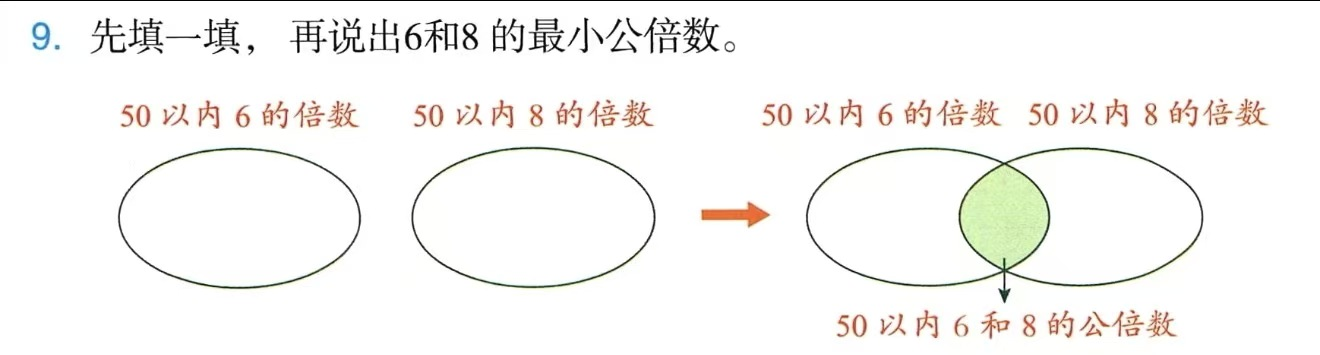 9. 先填一填， 再说出6和8 的最小公倍数。
50 以内 6 的倍数 50 以内 8 的倍数 50 以内 6 的倍数 50 以内 8 的倍数
50 以内 6 和 8 的公倍数